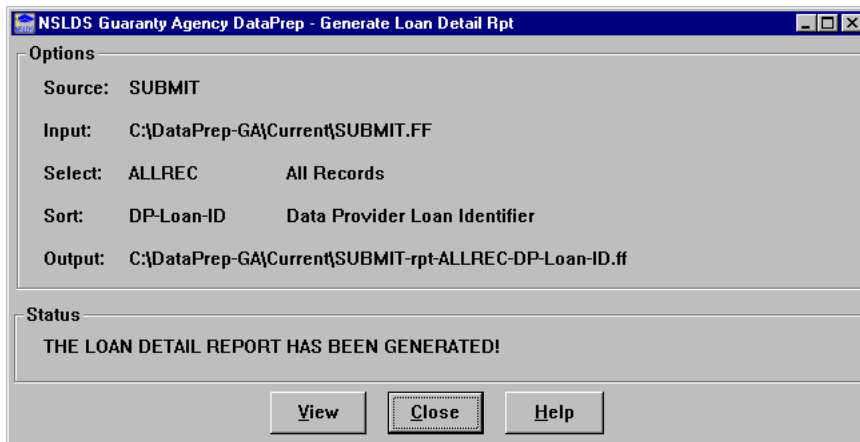 NSLDS Guaranty Agency DataPrep - Generate Loan Detail Rpt
Options
Source: SUBMIT
Input: C:\DataPrep-GA\Current\SUBMIT.FF
Select: ALLREC All Records
Sort: DP-Loan-ID Data Provider Loan Identifier
Output: C:\DataPrep-GA\Current\SUBMIT-rpt-ALLREC-DP-Loan-ID.ff
Status
THE LOAN DETAIL REPORT HAS BEEN GENERATED!
View Close Help